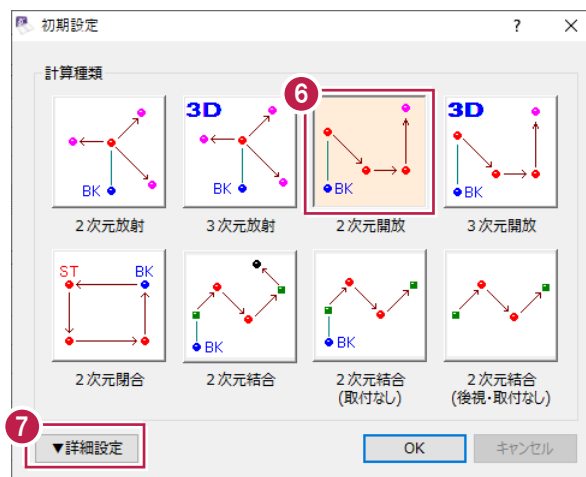 初期設定
?
計算種類
6
BK
3D
BK
BK
3D
BK
2次元放射
3次元放射
2次元開放
3次元開放
ST
BK
BK
BK
2次元閉合
2次元結合
2次元結合
(取付なし)
2次元結合
(後視・取付なし)
7
▼詳細設定
OK
キャンセル